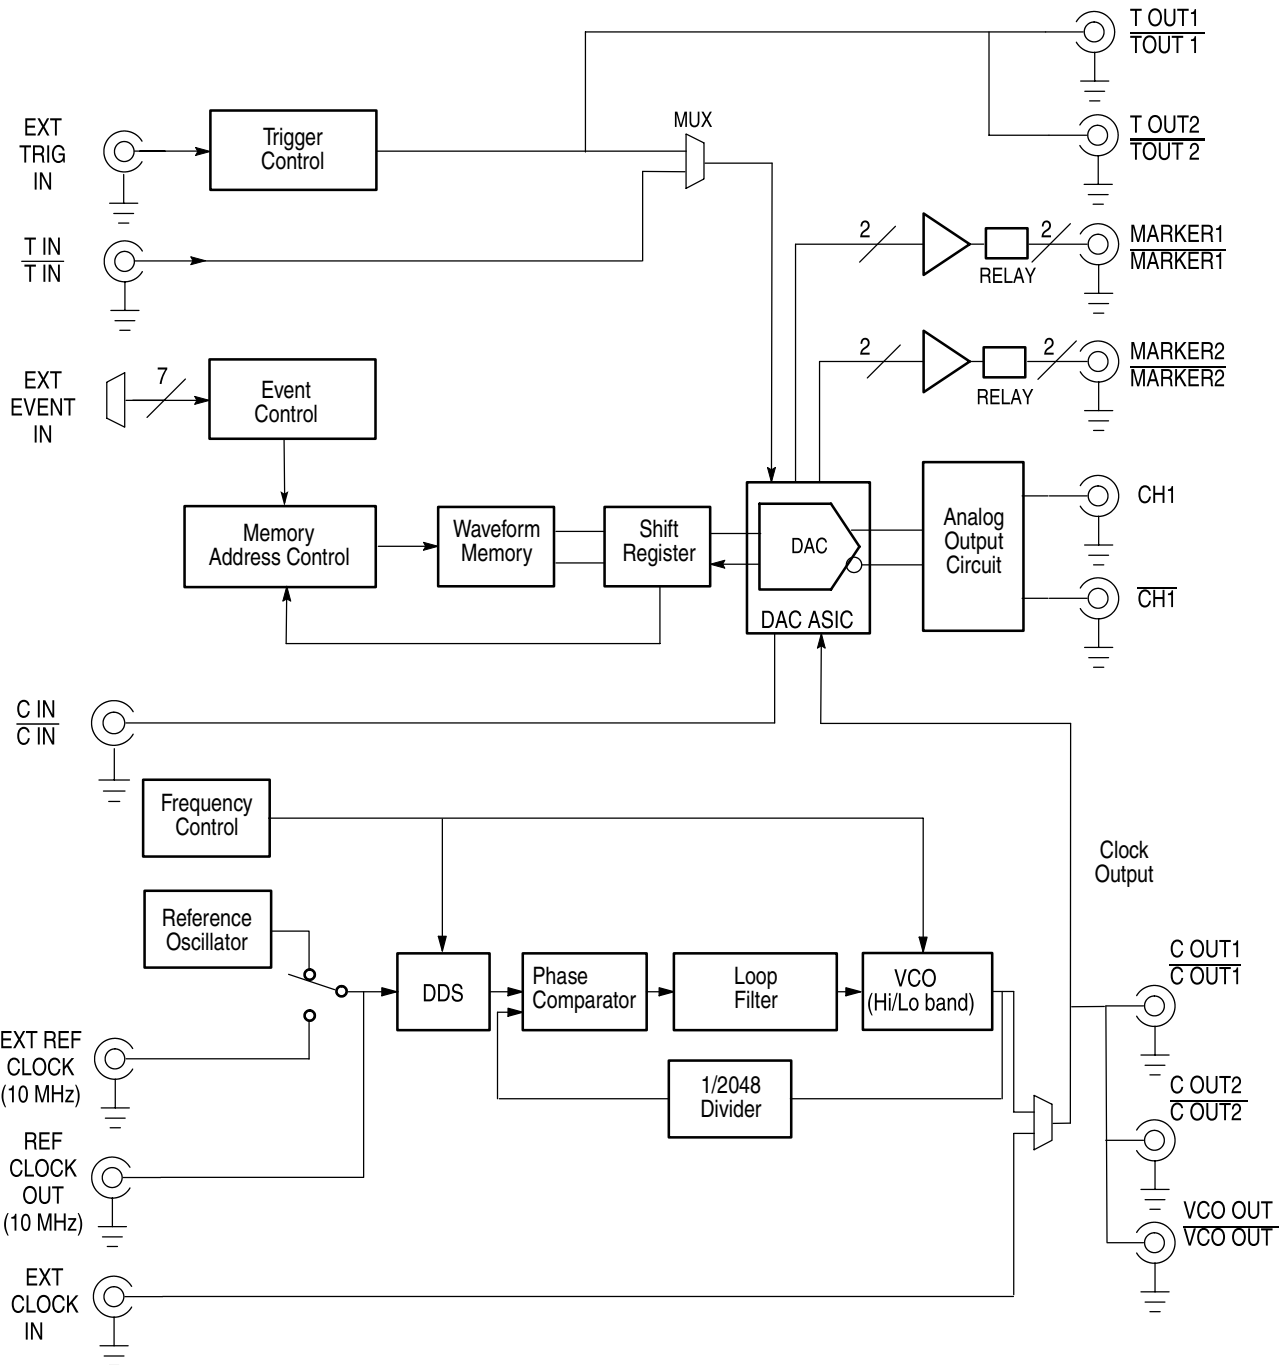 T OUT1
TOUT 1
EXT
TRIG
IN
Trigger
Control
MUX
T OUT2
TOUT 2
T IN
T IN
2
2
MARKER1
MARKER1
RELAY
EXT
EVENT
IN
7
Event
Control
2
2
MARKER2
MARKER2
RELAY
Memory
Address Control
Waveform
Memory
Shift
Register
DAC
DAC ASIC
Analog
Output
Circuit
CH1
CH1
C IN
C IN
Frequency
Control
Clock
Output
Reference
Oscillator
DDS
Phase
Comparator
Loop
Filter
VCO
(Hi/Lo band)
C OUT1
C OUT1
EXT REF
CLOCK
(10 MHz)
1/2048
Divider
C OUT2
C OUT2
REF
CLOCK
OUT
(10 MHz)
VCO OUT
VCO OUT
EXT
CLOCK
IN